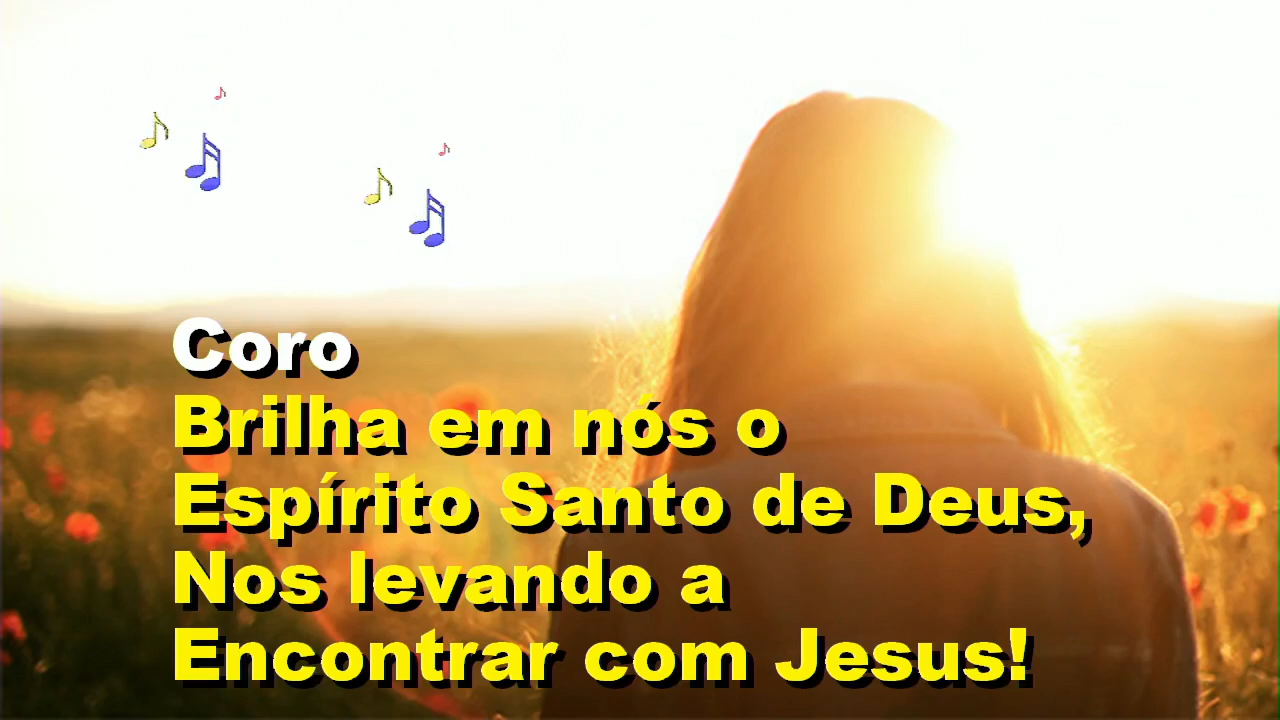 Coro
Brilha em nós o
Espírito Santo de Deus,
Nos levando a
Encontrar com Jesus!